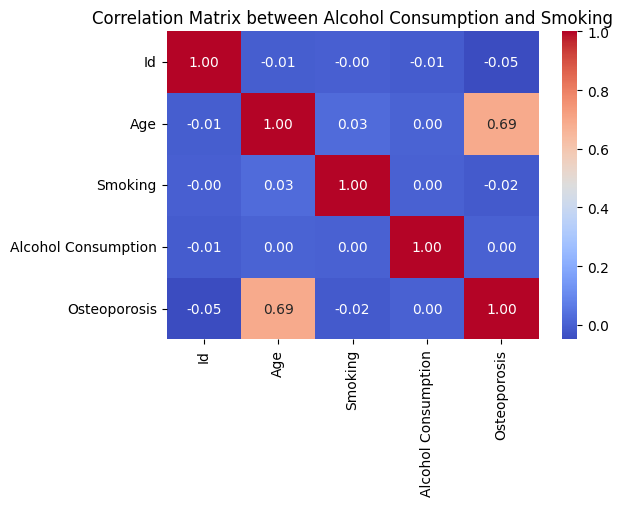 Correlation Matrix between Alcohol Consumption and Smoking
Id 1.00 -0.01 -0.00 -0.01 -0.05
Age -0.01 1.00 0.03 0.00 0.69
Smoking -0.00 0.03 1.00 0.00 -0.02
Alcohol Consumption -0.01 0.00 0.00 1.00 0.00
Osteoporosis -0.05 0.69 -0.02 0.00 1.00
Id
Age
Smoking
Alcohol Consumption
Osteoporosis
1.0
0.8
0.6
0.4
0.2
0.0